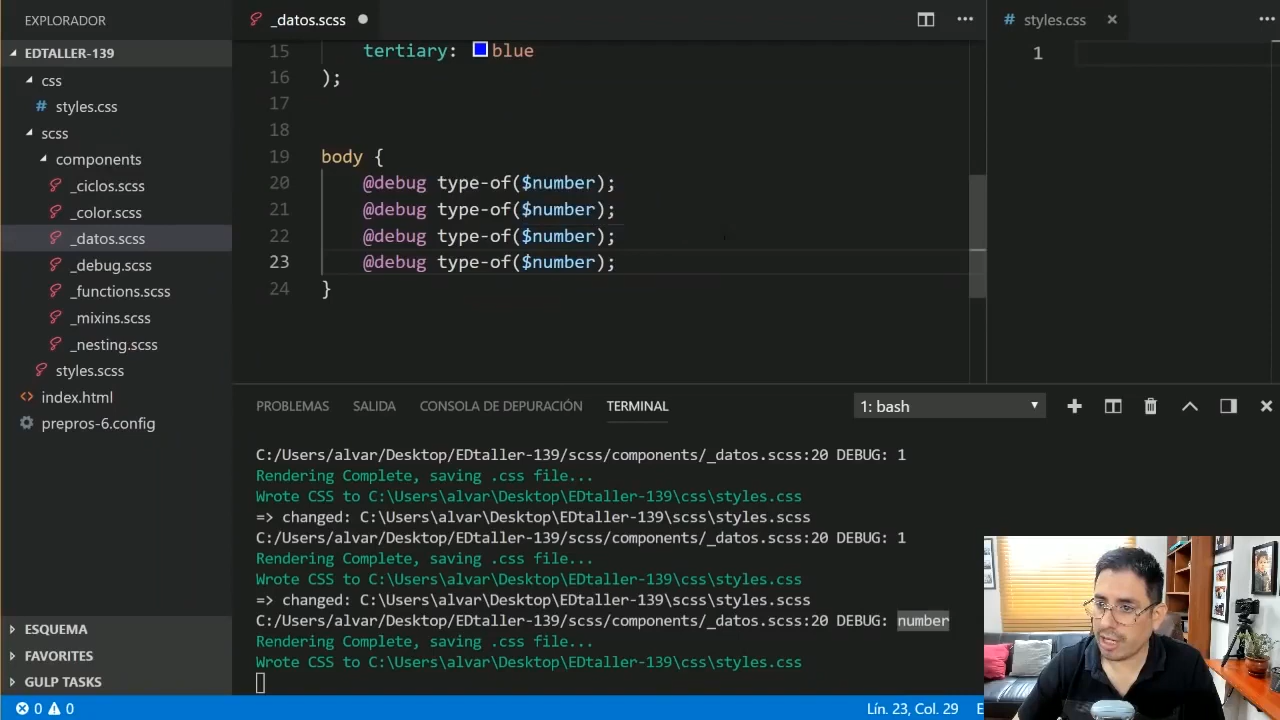 EXPLORADOR
EDTALLER-139
css
# styles.css
scss
components
_ciclos.scss
_color.scss
_datos.scss
_debug.scss
_functions.scss
_mixins.scss
_nesting.scss
styles.scss
<> index.html
prepros-6.config
ESQUEMA
FAVORITES
GULP TASKS
_datos.scss ●
15 tertiary: blue
16 );
17
18
19 body {
20 @debug type-of($number);
21 @debug type-of($number);
22 @debug type-of($number);
23 @debug type-of($number);
24 }
# styles.css
1
PROBLEMAS SALIDA CONSOLA DE DEPURACIÓN TERMINAL 1: bash
C:/Users/alvar/Desktop/EDtaller-139/scss/components/_datos.scss:20 DEBUG: 1
Rendering Complete, saving .css file...
Wrote CSS to C:\Users\alvar\Desktop\EDtaller-139\css\styles.css
=> changed: C:\Users\alvar\Desktop\EDtaller-139\scss\styles.scss
C:/Users/alvar/Desktop/EDtaller-139/scss/components/_datos.scss:20 DEBUG: 1
Rendering Complete, saving .css file...
Wrote CSS to C:\Users\alvar\Desktop\EDtaller-139\css\styles.css
=> changed: C:\Users\alvar\Desktop\EDtaller-139\scss\styles.scss
C:/Users/alvar/Desktop/EDtaller-139/scss/components/_datos.scss:20 DEBUG: number
Rendering Complete, saving .css file...
Wrote CSS to C:\Users\alvar\Desktop\EDtaller-139\css\styles.css
0 0 Lín. 23, Col. 29